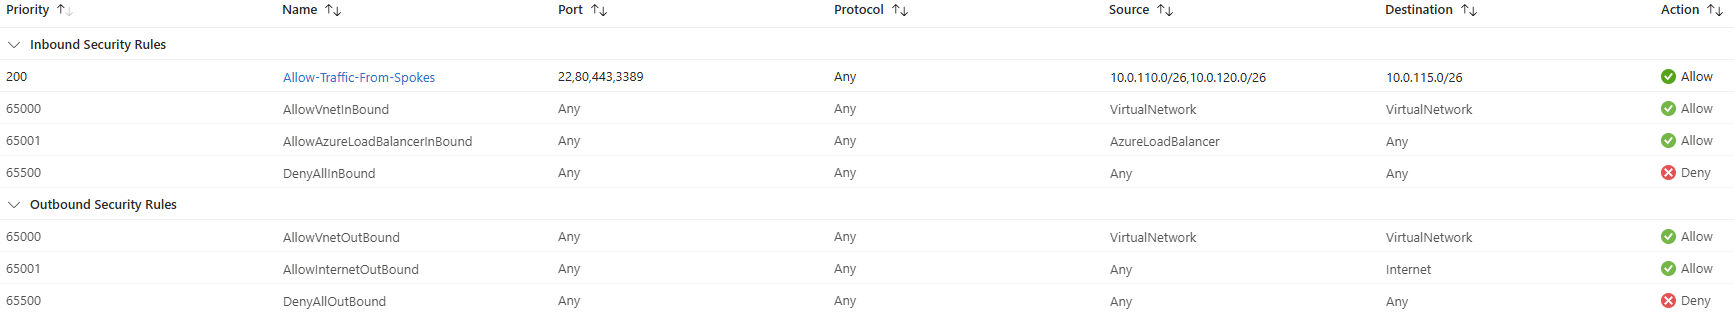 Priority Name Port Protocol Source Destination Action
Inbound Security Rules
200 Allow-Traffic-From-Spokes 22,80,443,3389 Any 10.0.110.0/26,10.0.120.0/26 10.0.115.0/26 Allow
65000 AllowVnetInBound Any Any VirtualNetwork VirtualNetwork Allow
65001 AllowAzureLoadBalancerInBound Any Any AzureLoadBalancer Any Allow
65500 DenyAllInBound Any Any Any Any Deny
Outbound Security Rules
65000 AllowVnetOutBound Any Any VirtualNetwork VirtualNetwork Allow
65001 AllowInternetOutBound Any Any Any Internet Allow
65500 DenyAllOutBound Any Any Any Any Deny